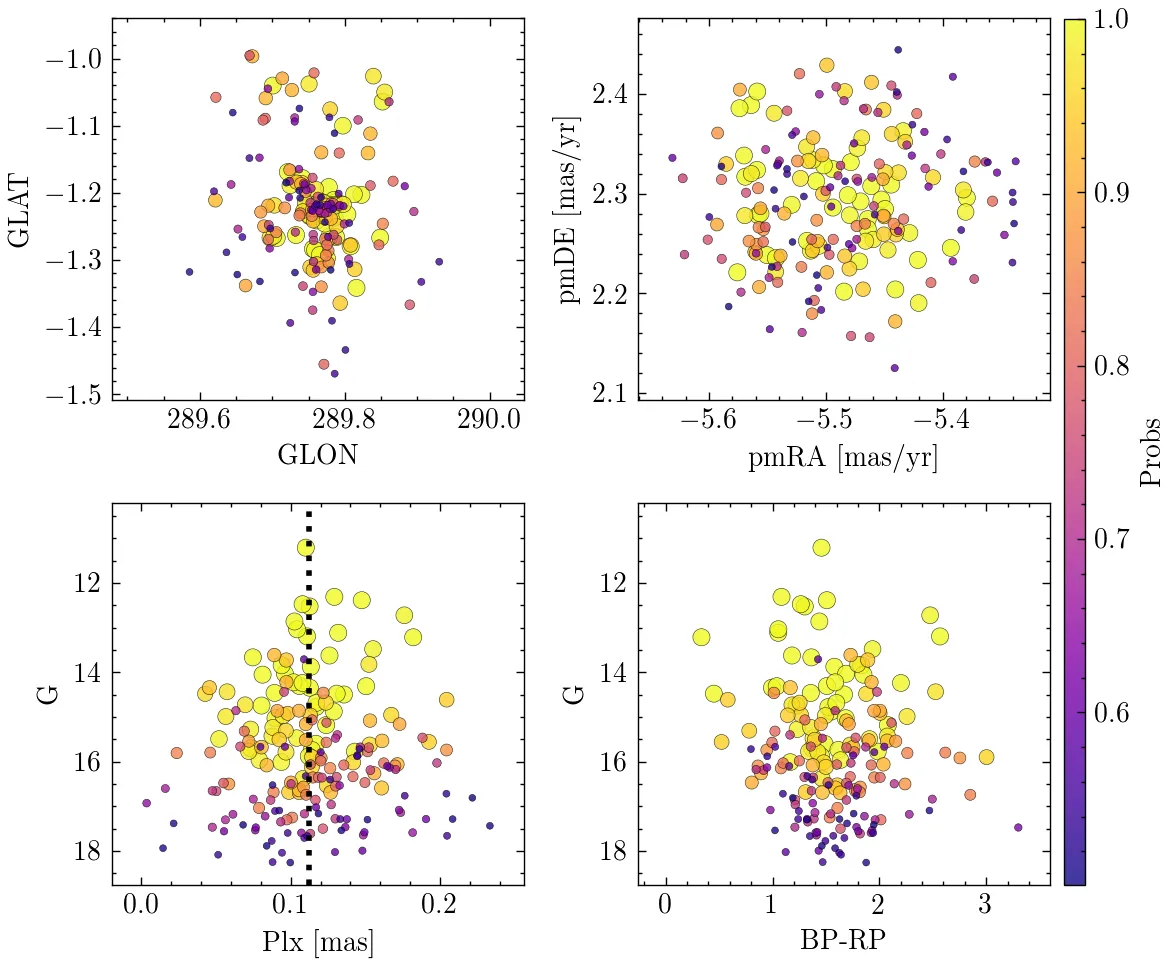 −1.0
−1.1
−1.2
−1.3
−1.4
−1.5
GLAT
289.6 289.8 290.0
GLON
2.4
2.3
2.2
2.1
pmDE [mas/yr]
−5.6 −5.5 −5.4
pmRA [mas/yr]
12
14
16
18
G
0.0 0.1 0.2
Plx [mas]
12
14
16
18
G
0 1 2 3
BP-RP
1.0
0.9
0.8
0.7
0.6
Probs